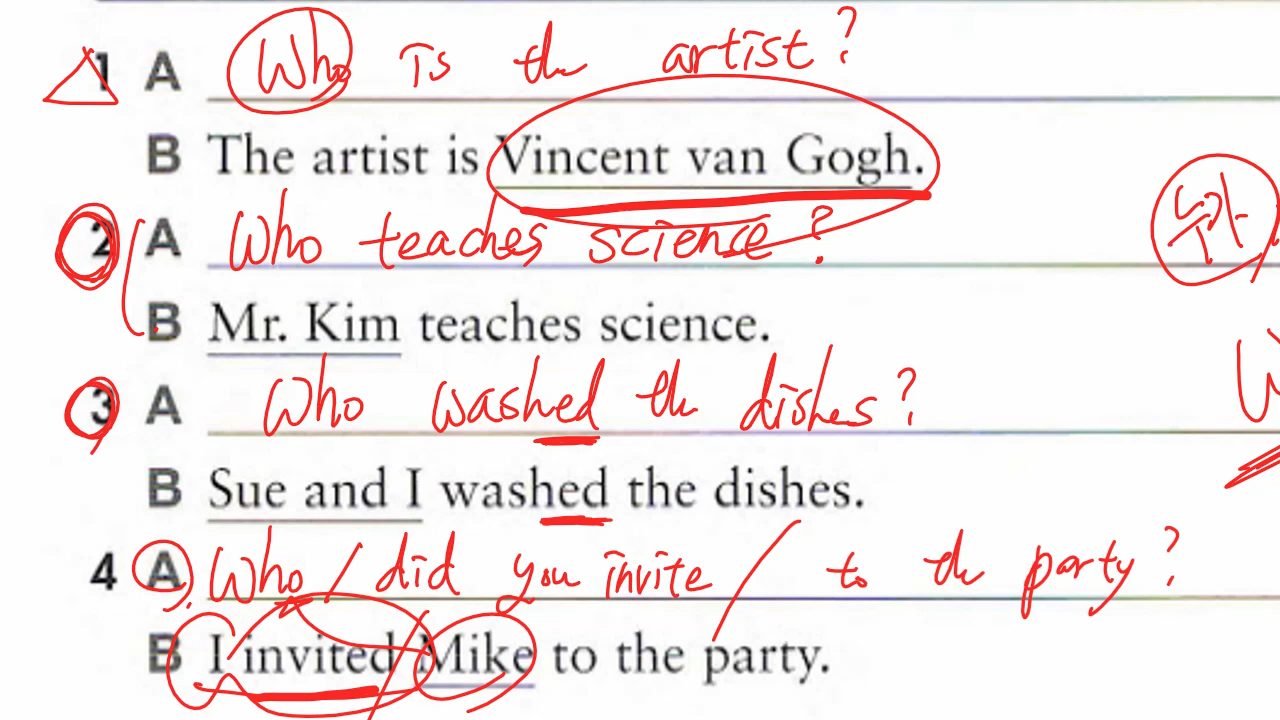 1 A Who is the artist?
B The artist is Vincent van Gogh.
2 A Who teaches science?
B Mr. Kim teaches science.
3 A Who washed the dishes?
B Sue and I washed the dishes.
4 A Who / did you invite / to the party?
B I invited Mike to the party.